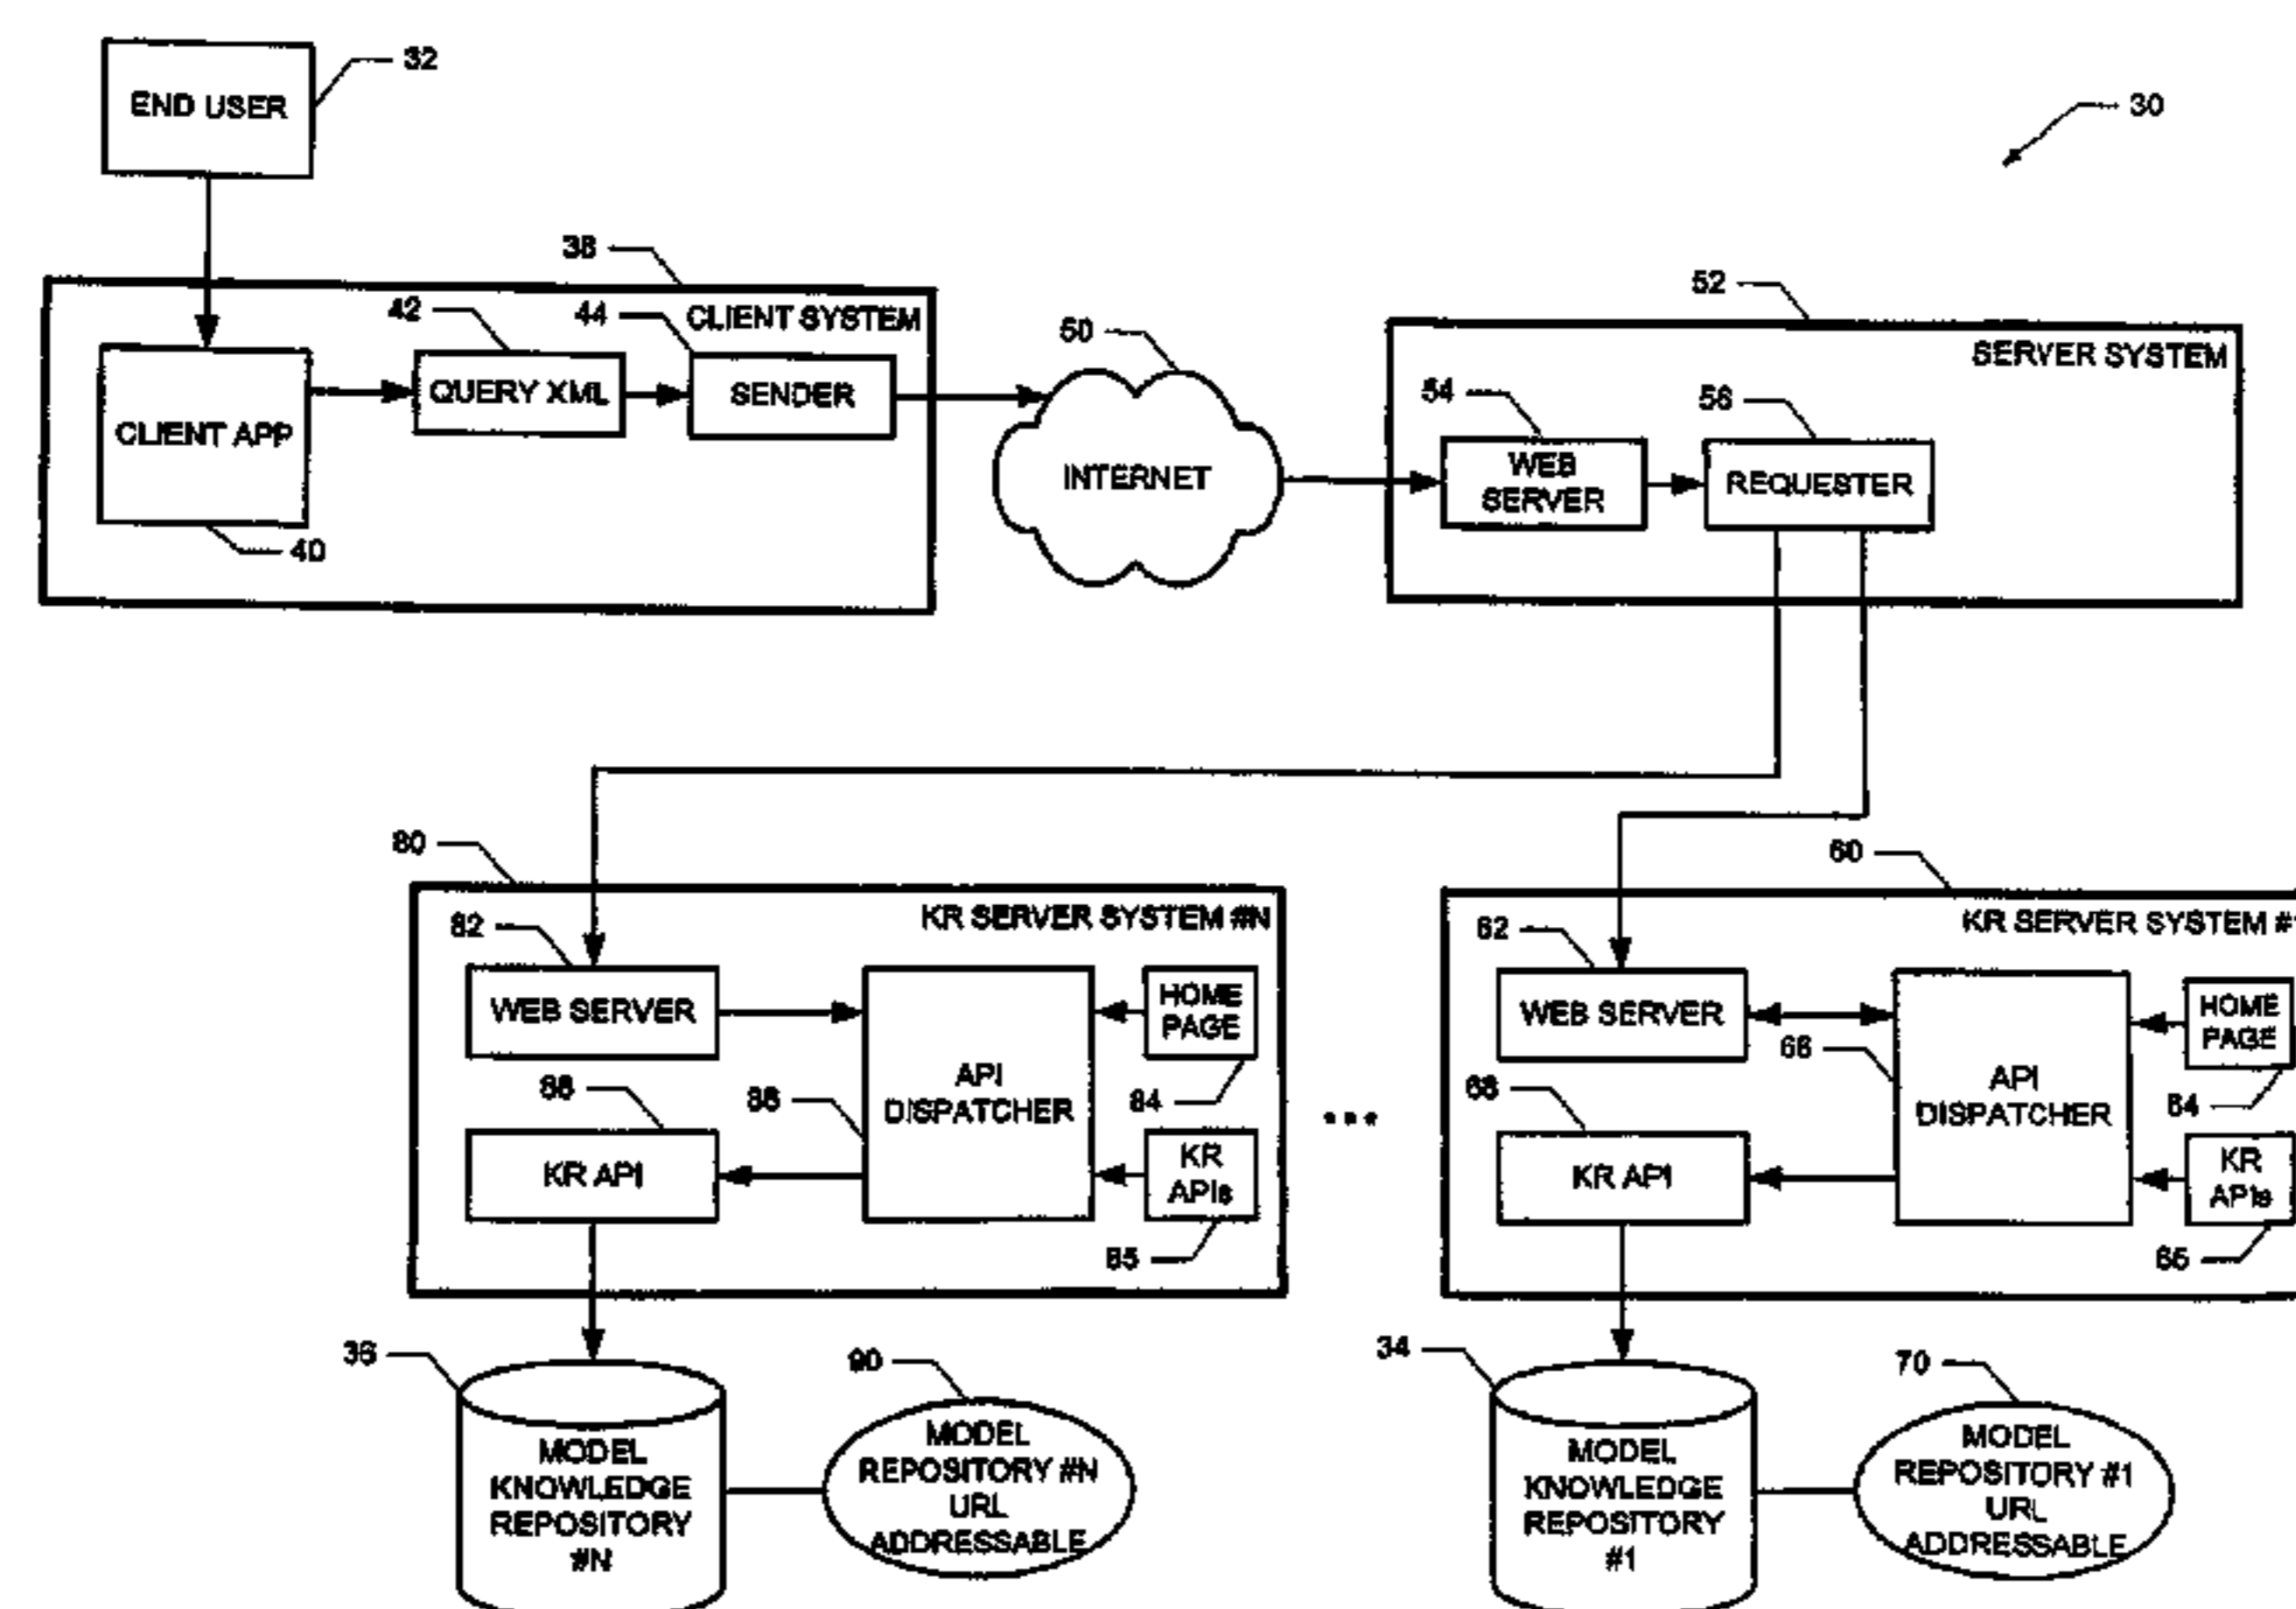 32
END USER
30
38
CLIENT SYSTEM
42
44
QUERY XML
SENDER
CLIENT APP
40
50
INTERNET
52
SERVER SYSTEM
54
56
WEB
SERVER
REQUESTER
80
KR SERVER SYSTEM #N
82
WEB SERVER
HOME
PAGE
84
88
86
API
DISPATCHER
KR API
KR
APIs
85
...
60
KR SERVER SYSTEM #1
62
WEB SERVER
HOME
PAGE
64
66
68
API
DISPATCHER
KR API
KR
APIs
65
36
MODEL
KNOWLEDGE
REPOSITORY
#N
90
MODEL
REPOSITORY #N
URL
ADDRESSABLE
34
MODEL
KNOWLEDGE
REPOSITORY
#1
70
MODEL
REPOSITORY #1
URL
ADDRESSABLE